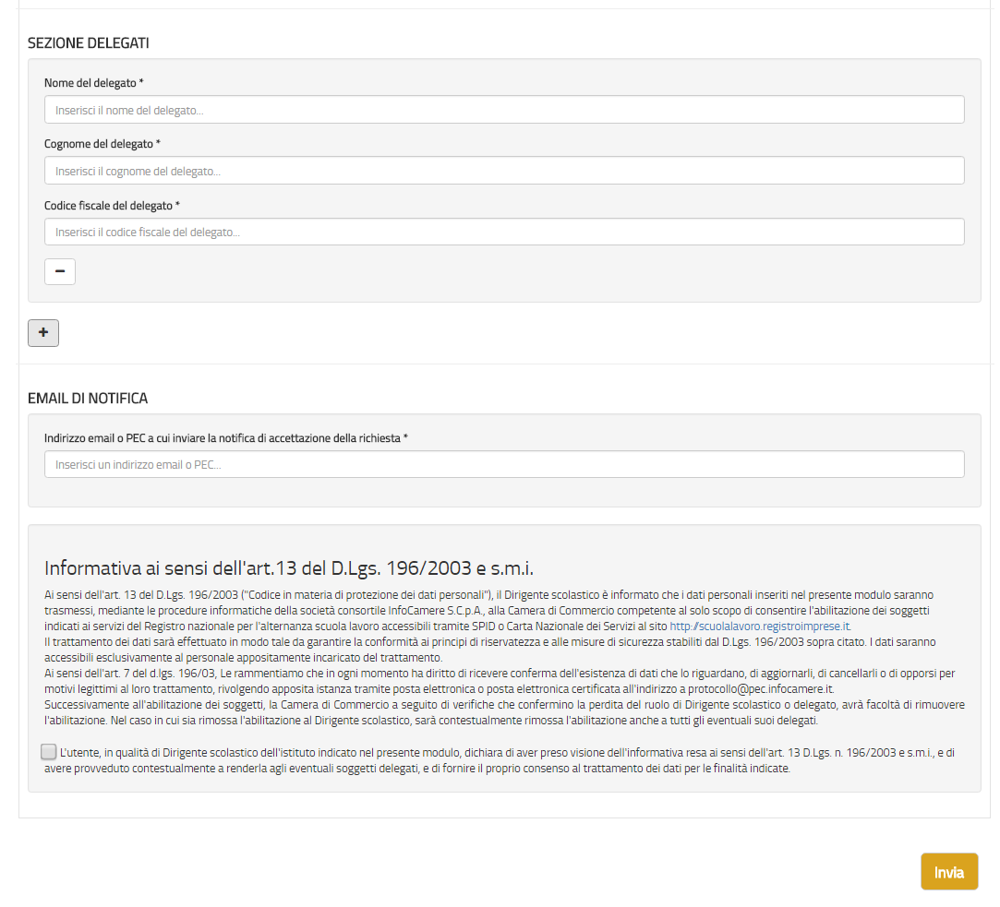 SEZIONE DELEGATI
Nome del delegato *
Inserisci il nome del delegato...
Cognome del delegato *
Inserisci il cognome del delegato...
Codice fiscale del delegato *
Inserisci il codice fiscale del delegato...
−
+
EMAIL DI NOTIFICA
Indirizzo email o PEC a cui inviare la notifica di accettazione della richiesta *
Inserisci un indirizzo email o PEC...
Informativa ai sensi dell'art.13 del D.Lgs. 196/2003 e s.m.i.
Ai sensi dell'art. 13 del D.Lgs. 196/2003 ("Codice in materia di protezione dei dati personali"), il Dirigente scolastico è informato che i dati personali inseriti nel presente modulo saranno
trasmessi, mediante le procedure informatiche della società consortile InfoCamere S.C.p.A., alla Camera di Commercio competente al solo scopo di consentire l'abilitazione dei soggetti
indicati ai servizi del Registro nazionale per l'alternanza scuola lavoro accessibili tramite SPID o Carta Nazionale dei Servizi al sito http://scuolalavoro.registroimprese.it.
Il trattamento dei dati sarà effettuato in modo tale da garantire la conformità ai principi di riservatezza e alle misure di sicurezza stabiliti dal D.Lgs. 196/2003 sopra citato. I dati saranno
accessibili esclusivamente al personale appositamente incaricato del trattamento.
Ai sensi dell'art. 7 del d.lgs. 196/03, Le rammentiamo che in ogni momento ha diritto di ricevere conferma dell'esistenza di dati che lo riguardano, di aggiornarli, di cancellarli o di opporsi per
motivi legittimi al loro trattamento, rivolgendo apposita istanza tramite posta elettronica o posta elettronica certificata all'indirizzo a protocollo@pec.infocamere.it.
Successivamente all'abilitazione dei soggetti, la Camera di Commercio a seguito di verifiche che confermino la perdita del ruolo di Dirigente scolastico o delegato, avrà facoltà di rimuovere
l'abilitazione. Nel caso in cui sia rimossa l'abilitazione al Dirigente scolastico, sarà contestualmente rimossa l'abilitazione anche a tutti gli eventuali suoi delegati.
L'utente, in qualità di Dirigente scolastico dell'istituto indicato nel presente modulo, dichiara di aver preso visione dell'informativa resa ai sensi dell'art. 13 D.Lgs. n. 196/2003 e s.m.i., e di
avere provveduto contestualmente a renderla agli eventuali soggetti delegati, e di fornire il proprio consenso al trattamento dei dati per le finalità indicate.
Invia